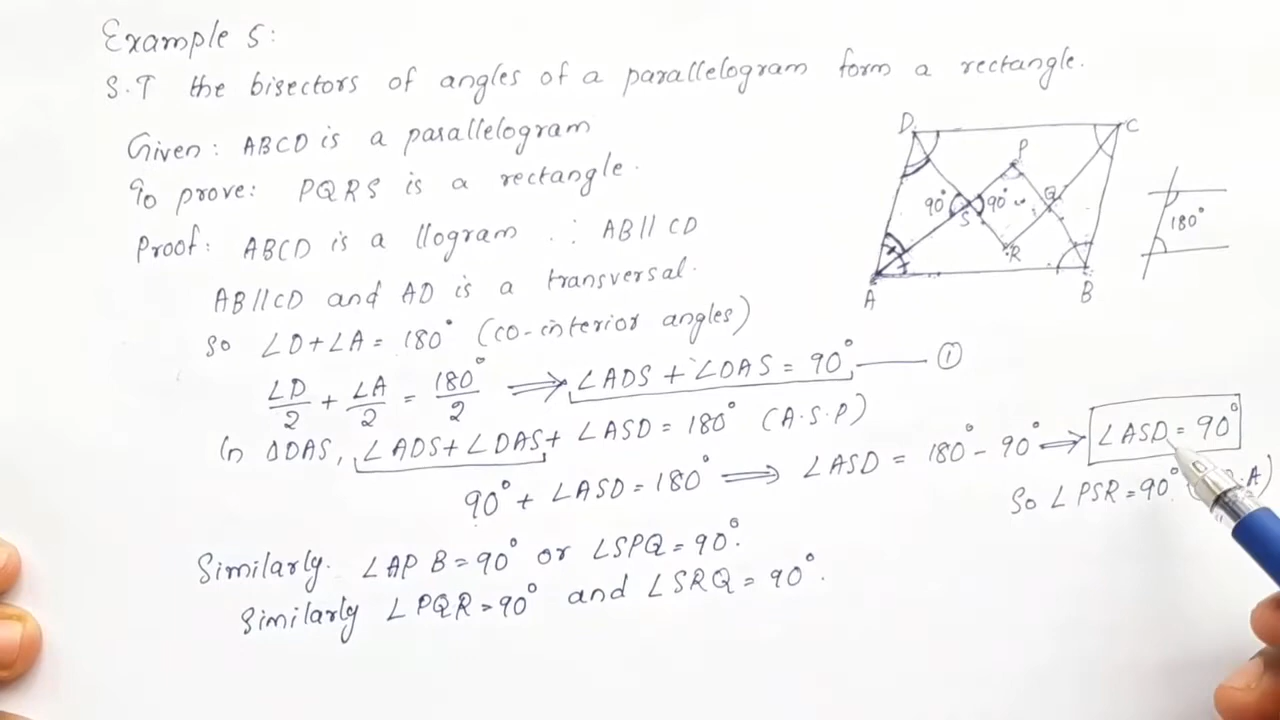 Example 5:
S.T the bisectors of angles of a parallelogram form a rectangle.
Given: ABCD is a parallelogram
To prove: PQRS is a rectangle.
Proof: ABCD is a llogram ∴ AB∥CD
AB∥CD and AD is a transversal.
So ∠D+∠A = 180° (co-interior angles)
∠D/2 + ∠A/2 = 180°/2 ⟹ ∠ADS + ∠DAS = 90° — ①
In ΔDAS, ∠ADS+∠DAS+ ∠ASD = 180° (A.S.P)
90° + ∠ASD = 180° ⟹ ∠ASD = 180° - 90° ⟹ ∠ASD = 90°
So ∠PSR = 90°
Similarly. ∠APB = 90° or ∠SPQ = 90°.
Similarly ∠PQR = 90° and ∠SRQ = 90°.
D
C
P
90°
S
90°
Q
R
A
B
180°